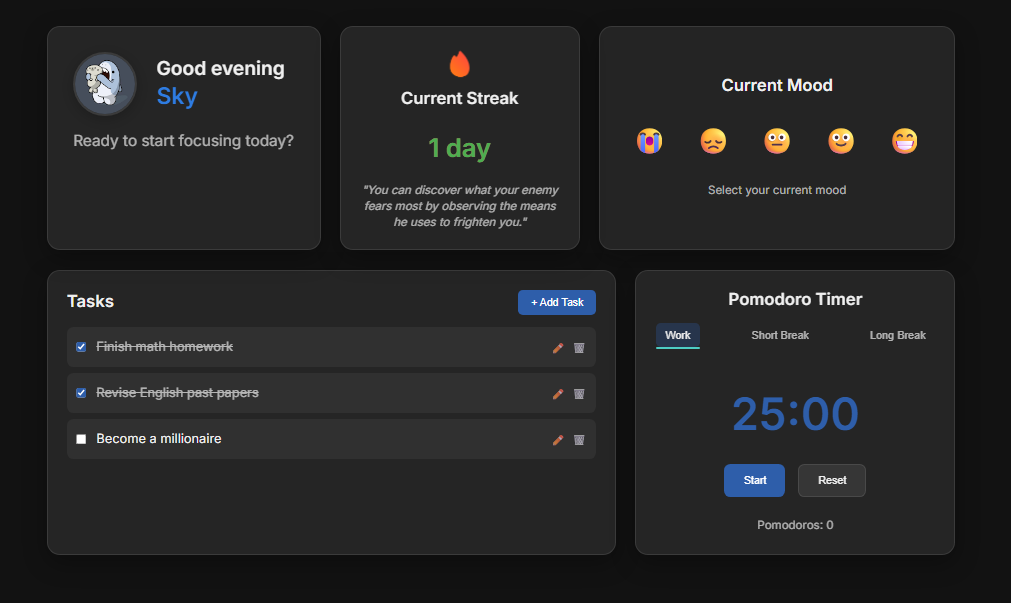 Good evening
Sky
Ready to start focusing today?
Current Streak
1 day
"You can discover what your enemy
fears most by observing the means
he uses to frighten you."
Current Mood
Select your current mood
Tasks
+ Add Task
Finish math homework
Revise English past papers
Become a millionaire
Pomodoro Timer
Work Short Break Long Break
25:00
Start Reset
Pomodoros: 0